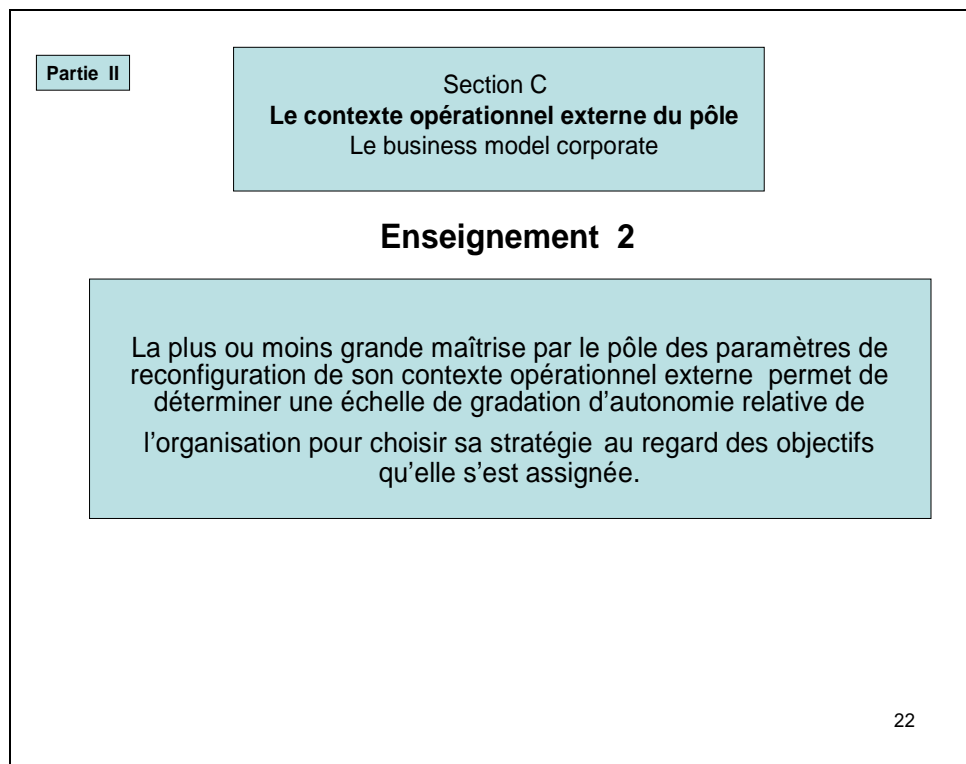 Partie II
Section C
Le contexte opérationnel externe du pôle
Le business model corporate
Enseignement 2
La plus ou moins grande maîtrise par le pôle des paramètres de
reconfiguration de son contexte opérationnel externe permet de
déterminer une échelle de gradation d'autonomie relative de
l'organisation pour choisir sa stratégie au regard des objectifs
qu'elle s'est assignée.
22